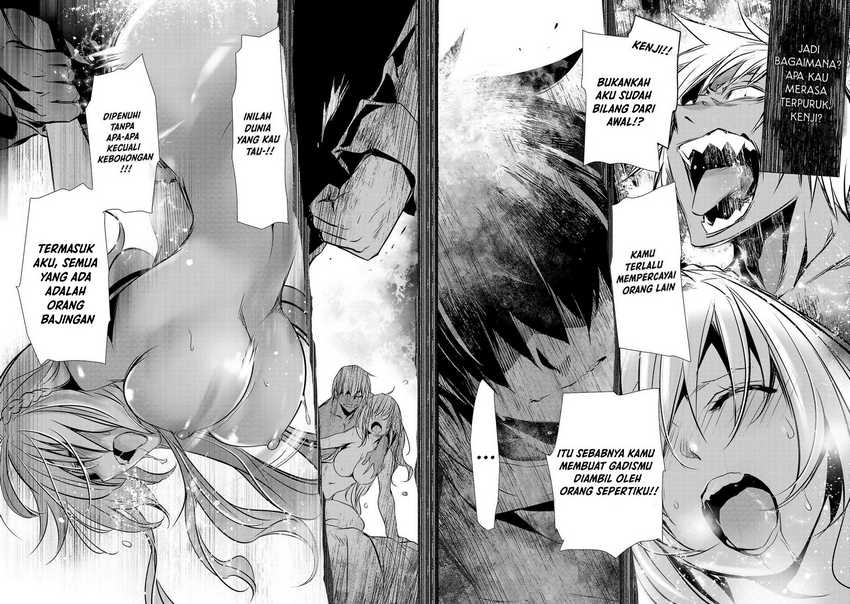 JADI
BAGAIMANA?
APA KAU
MERASA
TERPURUK,
KENJI?
KENJI!!
BUKANKAH
AKU SUDAH
BILANG DARI
AWAL!?
KAMU
TERLALU
MEMPERCAYAI
ORANG LAIN
ITU SEBABNYA KAMU
MEMBUAT GADISMU
DIAMBIL OLEH
ORANG SEPERTIKU!!
...
INILAH
DUNIA
YANG KAU
TAU-!!
DIPENUHI
TANPA
APA-APA
KECUALI
KEBOHONGAN
!!!
TERMASUK
AKU, SEMUA
YANG ADA
ADALAH
ORANG
BAJINGAN